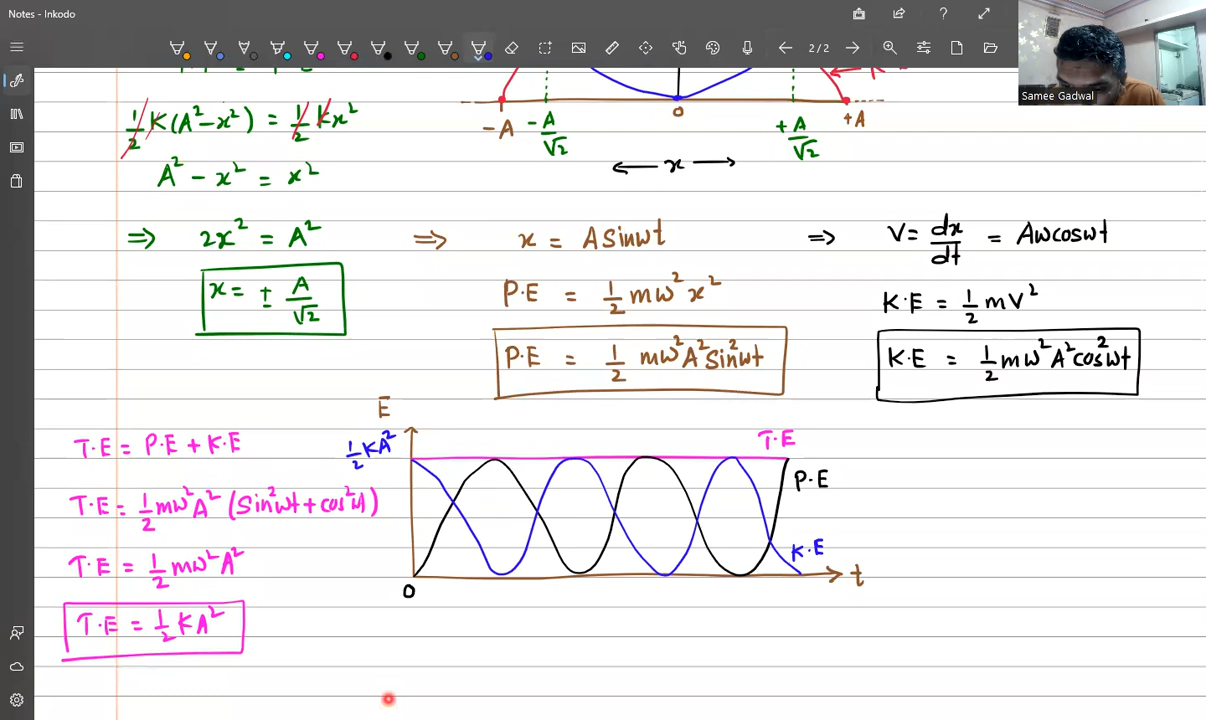 Notes - Inkodo
2/2
Samee Gadwal
K
1/2 K(A² - x²) = 1/2 Kx²
A² - x² = x²
-A
-A/√2
0
+A/√2
+A
← x →
⇒ 2x² = A²
x = ± A/√2
⇒ x = Asinωt
P.E = 1/2 mω²x²
P.E = 1/2 mω²A²Sin²ωt
⇒ V = dx/dt = Aωcosωt
K.E = 1/2 mV²
K.E = 1/2 mω²A²cos²ωt
T.E = P.E + K.E
T.E = 1/2 mω²A² (Sin²ωt + cos²ωt)
T.E = 1/2 mω²A²
T.E = 1/2 KA²
E
1/2 KA²
T.E
P.E
K.E
0
t